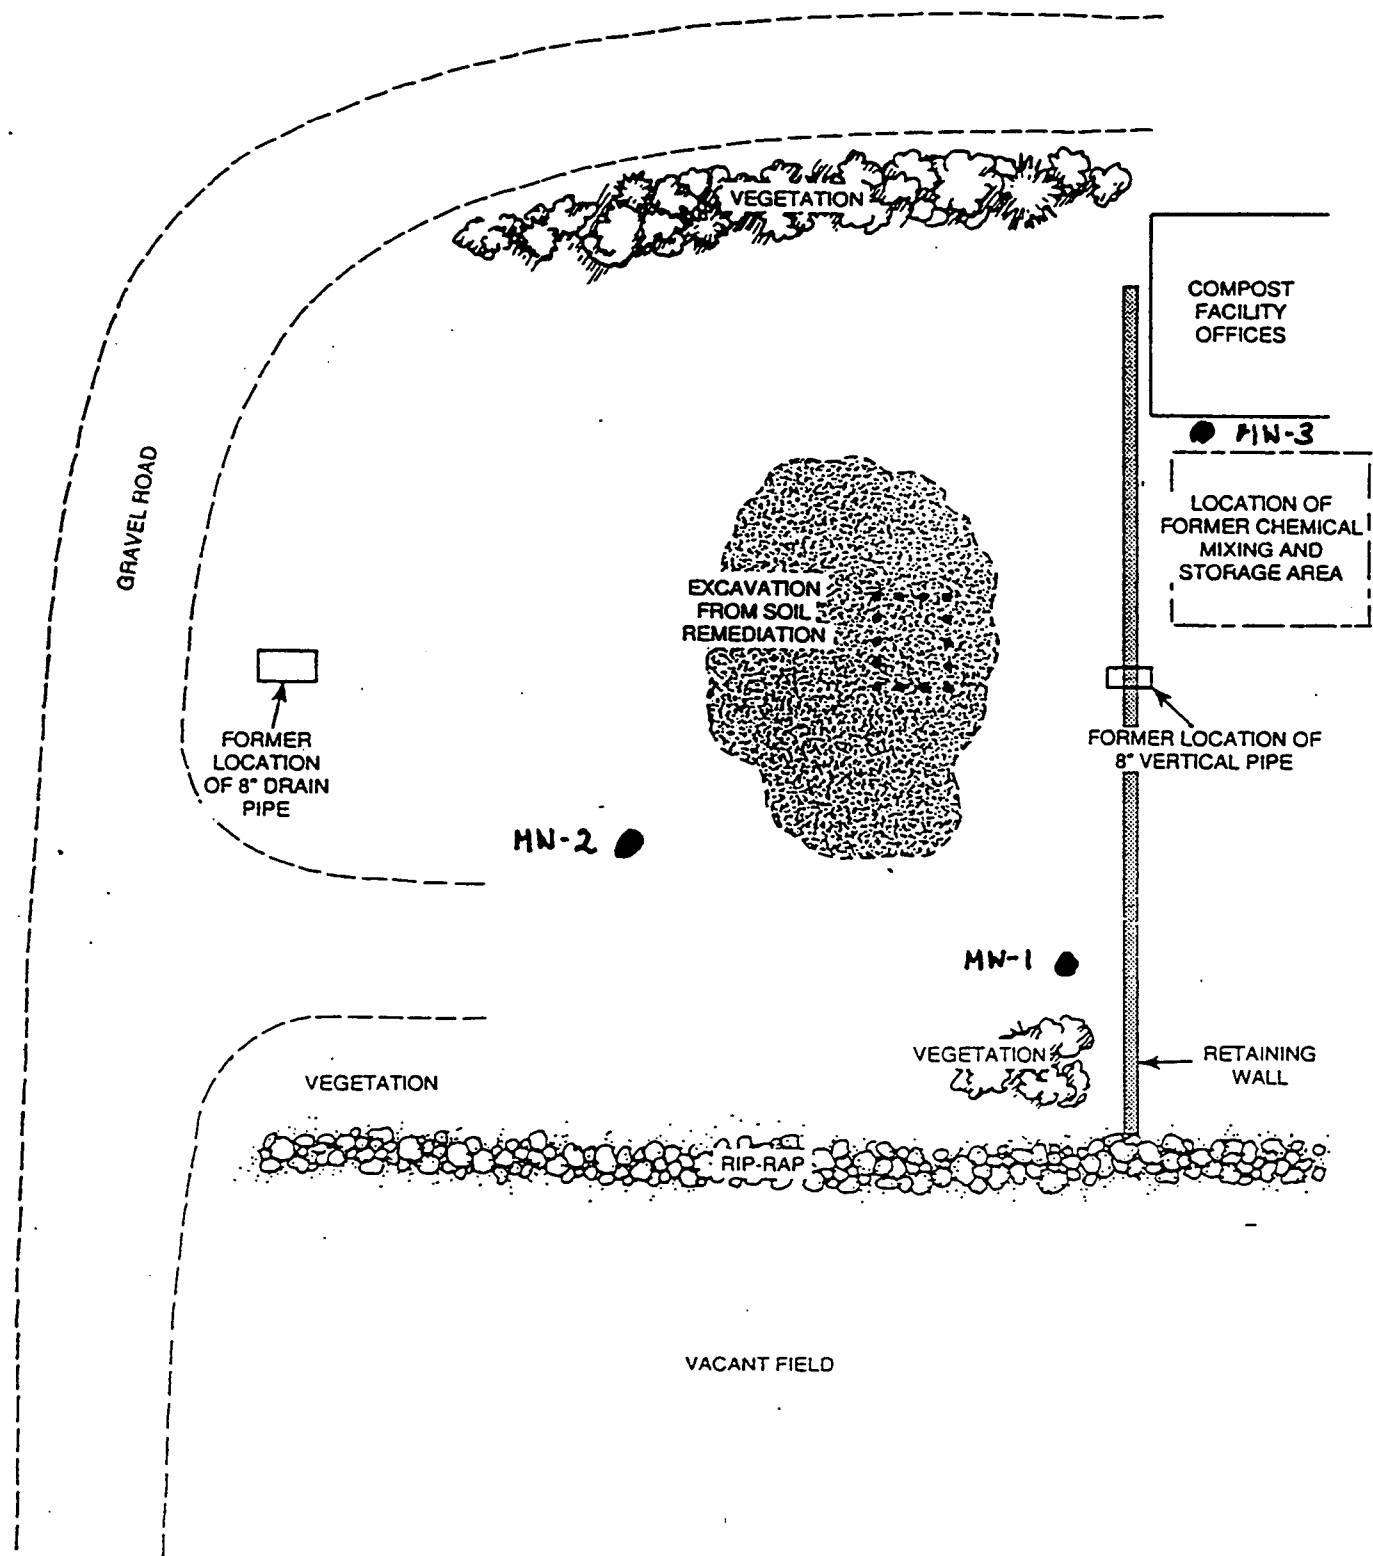 VEGETATION
COMPOST
FACILITY
OFFICES
MW-3
GRAVEL ROAD
LOCATION OF
FORMER CHEMICAL
MIXING AND
STORAGE AREA
EXCAVATION
FROM SOIL
REMEDIATION
FORMER
LOCATION
OF 8" DRAIN
PIPE
FORMER LOCATION OF
8" VERTICAL PIPE
MW-2
MW-1
VEGETATION
RETAINING
WALL
VEGETATION
RIP-RAP
VACANT FIELD